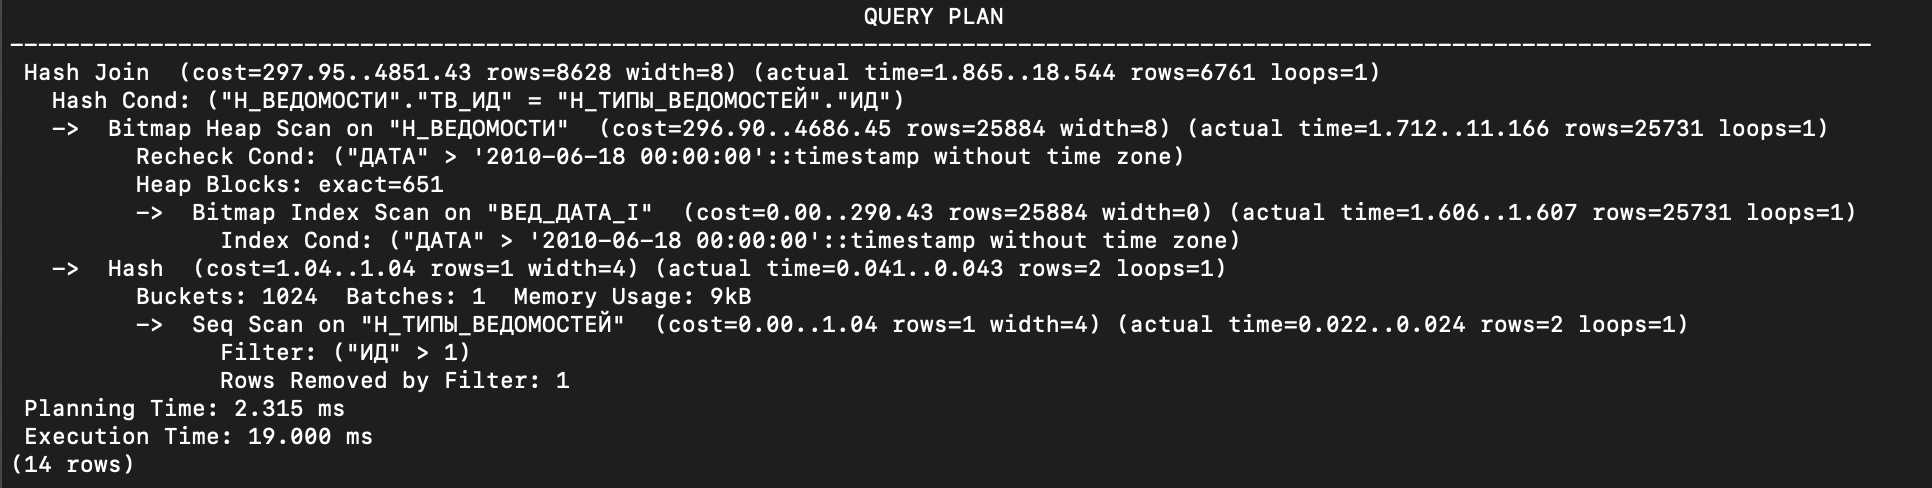 QUERY PLAN
-------------------------------------------------------------------------------------------------------------------------------------
Hash Join  (cost=297.95..4851.43 rows=8628 width=8) (actual time=1.865..18.544 rows=6761 loops=1)
  Hash Cond: ("Н_ВЕДОМОСТИ"."ТВ_ИД" = "Н_ТИПЫ_ВЕДОМОСТЕЙ"."ИД")
  ->  Bitmap Heap Scan on "Н_ВЕДОМОСТИ"  (cost=296.90..4686.45 rows=25884 width=8) (actual time=1.712..11.166 rows=25731 loops=1)
        Recheck Cond: ("ДАТА" > '2010-06-18 00:00:00'::timestamp without time zone)
        Heap Blocks: exact=651
        ->  Bitmap Index Scan on "ВЕД_ДАТА_I"  (cost=0.00..290.43 rows=25884 width=0) (actual time=1.606..1.607 rows=25731 loops=1)
              Index Cond: ("ДАТА" > '2010-06-18 00:00:00'::timestamp without time zone)
  ->  Hash  (cost=1.04..1.04 rows=1 width=4) (actual time=0.041..0.043 rows=2 loops=1)
        Buckets: 1024  Batches: 1  Memory Usage: 9kB
        ->  Seq Scan on "Н_ТИПЫ_ВЕДОМОСТЕЙ"  (cost=0.00..1.04 rows=1 width=4) (actual time=0.022..0.024 rows=2 loops=1)
              Filter: ("ИД" > 1)
              Rows Removed by Filter: 1
Planning Time: 2.315 ms
Execution Time: 19.000 ms
(14 rows)